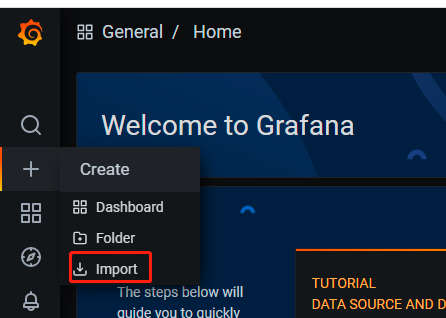 General / Home
Welcome to Grafana
Create
Dashboard
Folder
Import
The steps below will
guide you to quickly
TUTORIAL
DATA SOURCE AND D